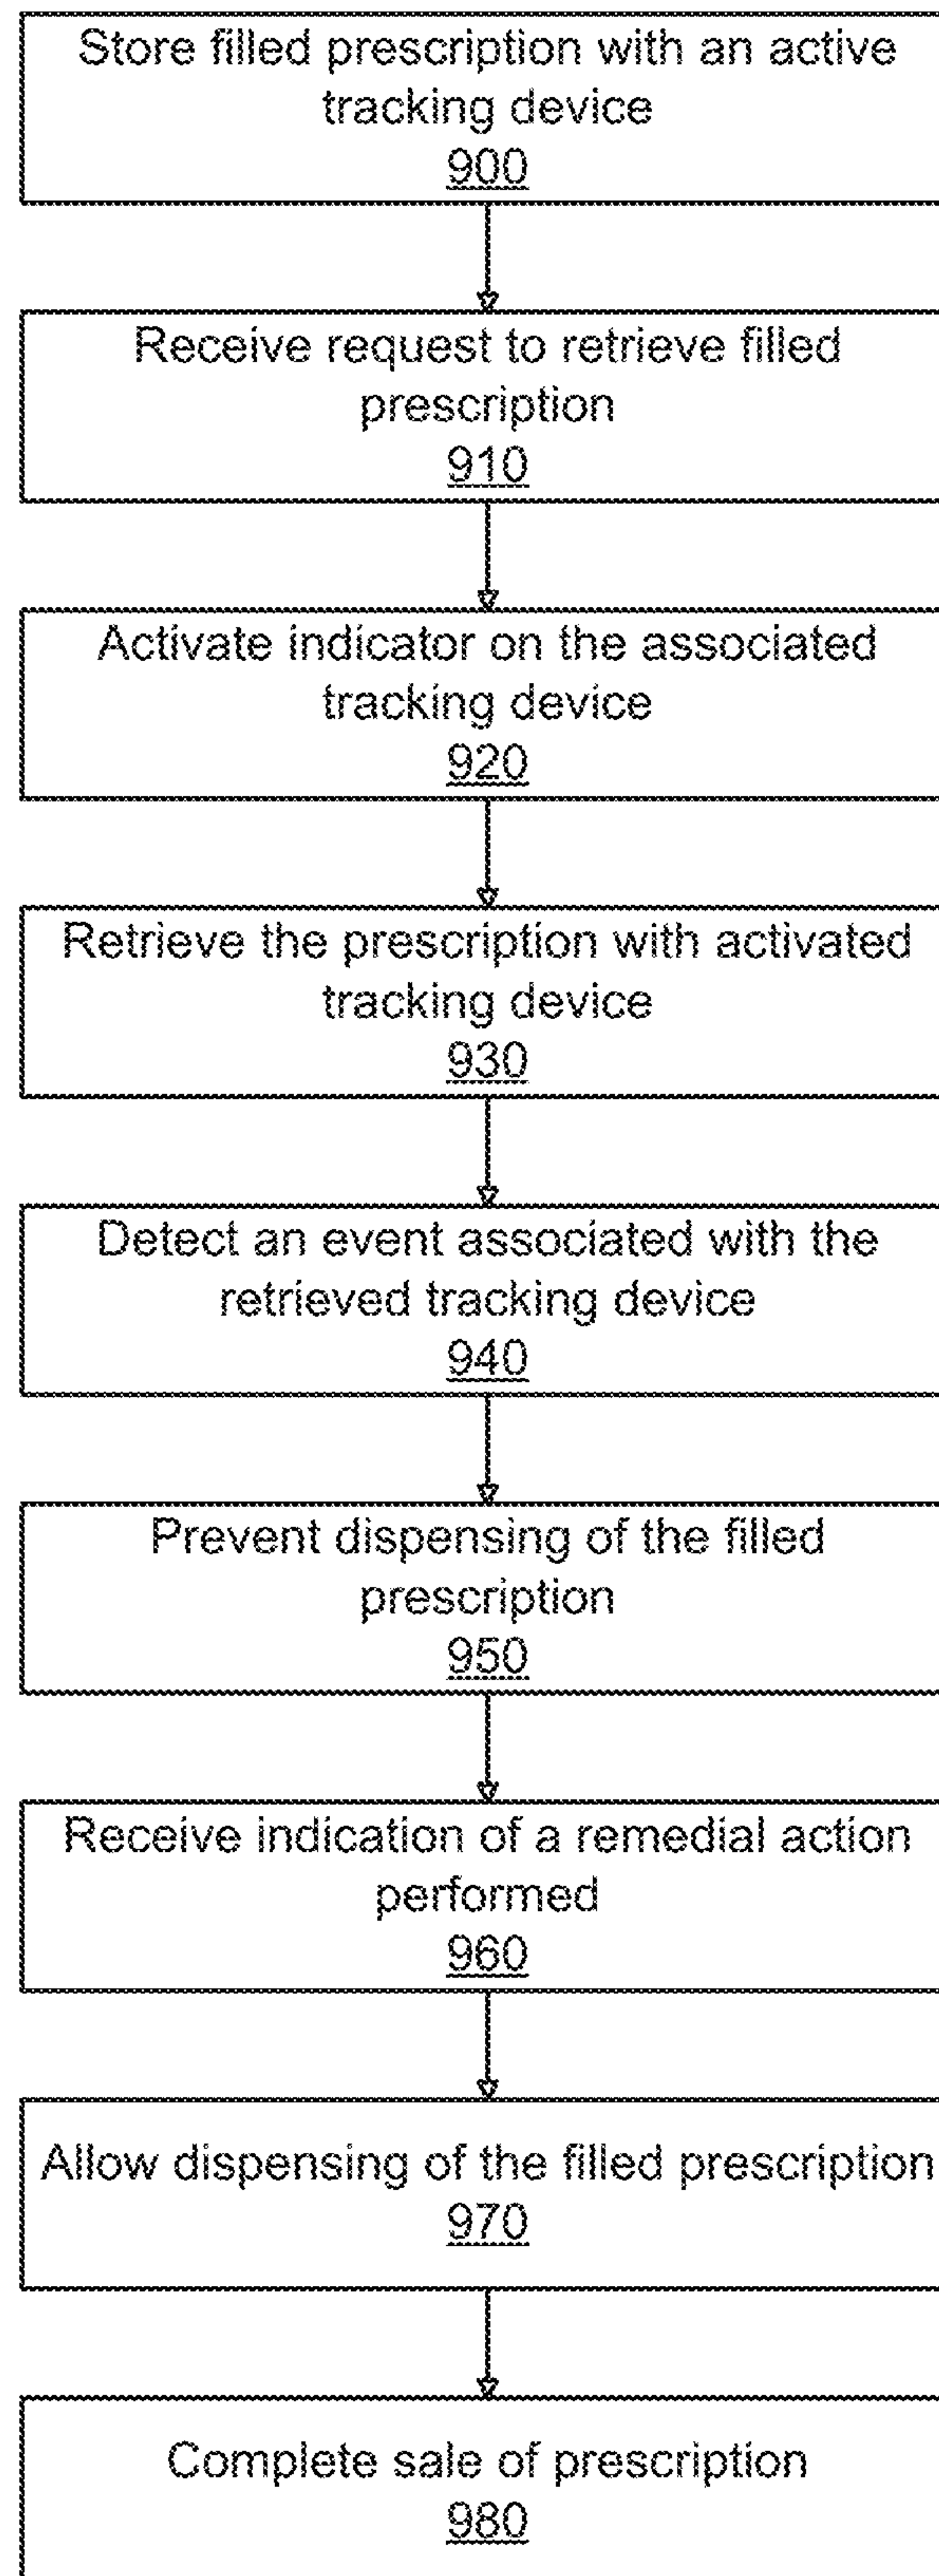 Store filled prescription with an active
tracking device
900
Receive request to retrieve filled
prescription
910
Activate indicator on the associated
tracking device
920
Retrieve the prescription with activated
tracking device
930
Detect an event associated with the
retrieved tracking device
940
Prevent dispensing of the filled
prescription
950
Receive indication of a remedial action
performed
960
Allow dispensing of the filled prescription
970
Complete sale of prescription
980